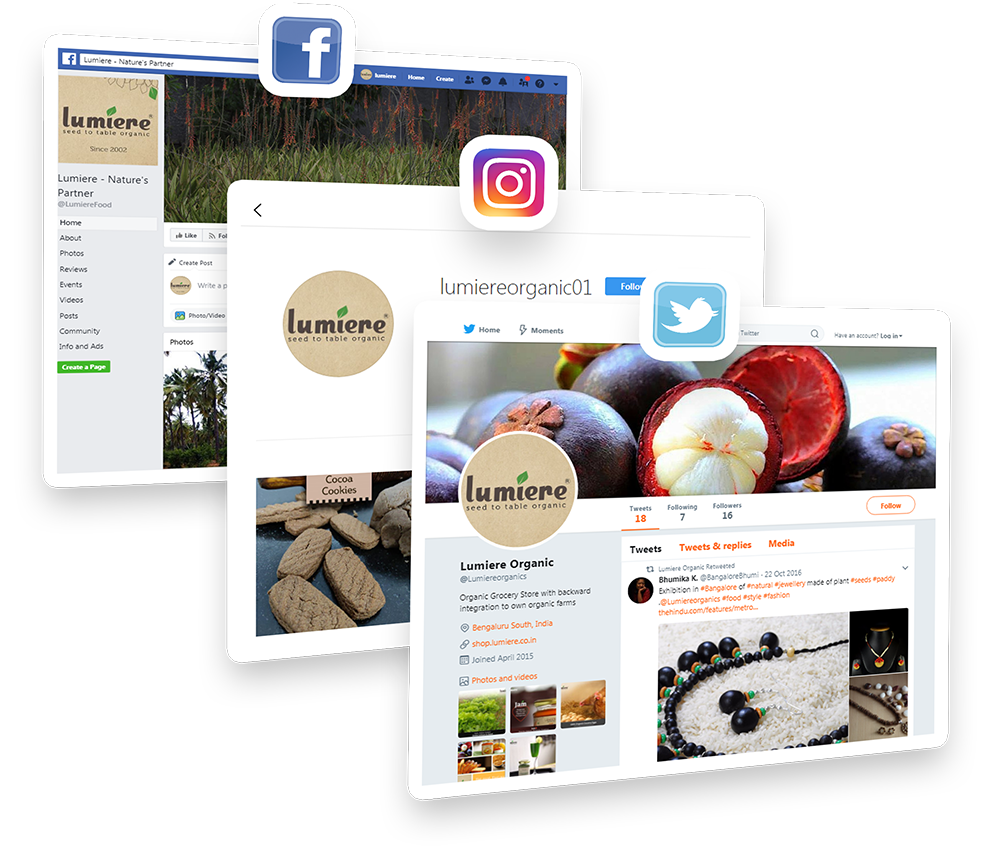 f
Lumiere - Nature's Partner
lumiere
Home
Create
lumiere®
seed to table organic
Since 2002
Lumiere - Nature's
Partner
@LumiereFood
Home
About
Photos
Reviews
Events
Videos
Posts
Community
Info and Ads
Create a Page
Like
Create Post
Write a p
Photo/Video
Photos
lumiereorganic01
lumiere®
seed to table organic
Cocoa
Cookies
Home
Moments
Twitter
Have an account? Log in
lumiere®
seed to table organic
Tweets Following Followers
18 7 16
Follow
Lumiere Organic
@Lumiereorganics
Organic Grocery Store with backward
integration to own organic farms
Bengaluru South, India
shop.lumiere.co.in
Joined April 2015
Photos and videos
Jam
Tweets Tweets & replies Media
Lumiere Organic Retweeted
Bhumika K. @BangaloreBhumi - 22 Oct 2016
Exhibition in #Bangalore of #natural #jewellery made of plant #seeds #paddy
.@Lumiereorganics #food #style #fashion
thehindu.com/features/metro...